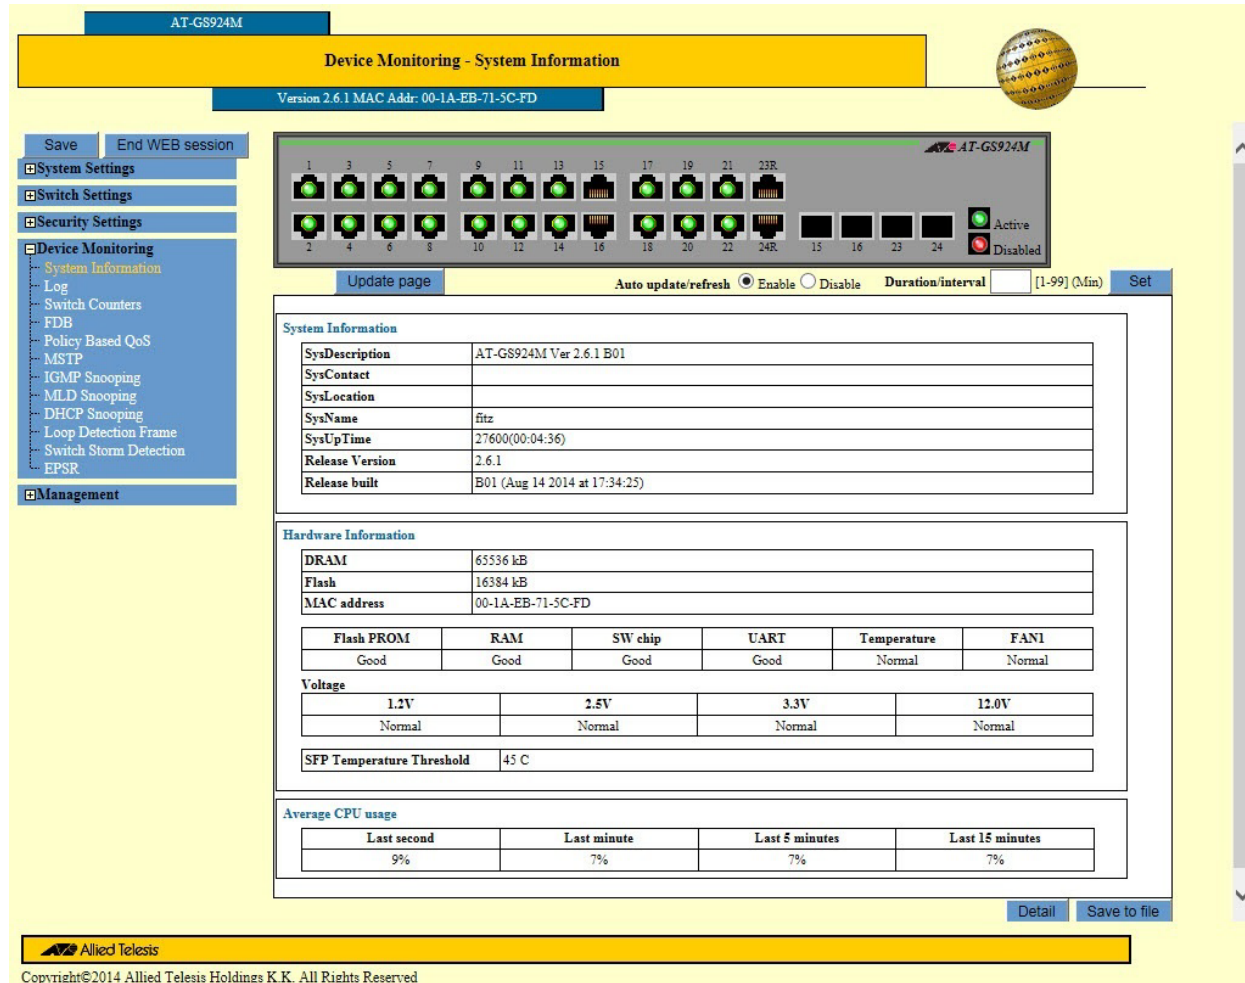 AT-GS924M
Device Monitoring - System Information
Version 2.6.1 MAC Addr: 00-1A-EB-71-5C-FD
Save End WEB session
System Settings
Switch Settings
Security Settings
Device Monitoring
System Information
Log
Switch Counters
FDB
Policy Based QoS
MSTP
IGMP Snooping
MLD Snooping
DHCP Snooping
Loop Detection Frame
Switch Storm Detection
EPSR
Management
AT-GS924M
1 3 5 7 9 11 13 15 17 19 21 23R
Active
2 4 6 8 10 12 14 16 18 20 22 24R 15 16 23 24
Disabled
Update page Auto update/refresh Enable Disable Duration/interval [1-99] (Min) Set
System Information
SysDescription AT-GS924M Ver 2.6.1 B01
SysContact
SysLocation
SysName fitz
SysUpTime 27600(00:04:36)
Release Version 2.6.1
Release built B01 (Aug 14 2014 at 17:34:25)
Hardware Information
DRAM 65536 kB
Flash 16384 kB
MAC address 00-1A-EB-71-5C-FD
Flash PROM RAM SW chip UART Temperature FAN1
Good Good Good Good Normal Normal
Voltage
1.2V 2.5V 3.3V 12.0V
Normal Normal Normal Normal
SFP Temperature Threshold 45 C
Average CPU usage
Last second Last minute Last 5 minutes Last 15 minutes
9% 7% 7% 7%
Detail Save to file
Allied Telesis
Copyright©2014 Allied Telesis Holdings K.K. All Rights Reserved